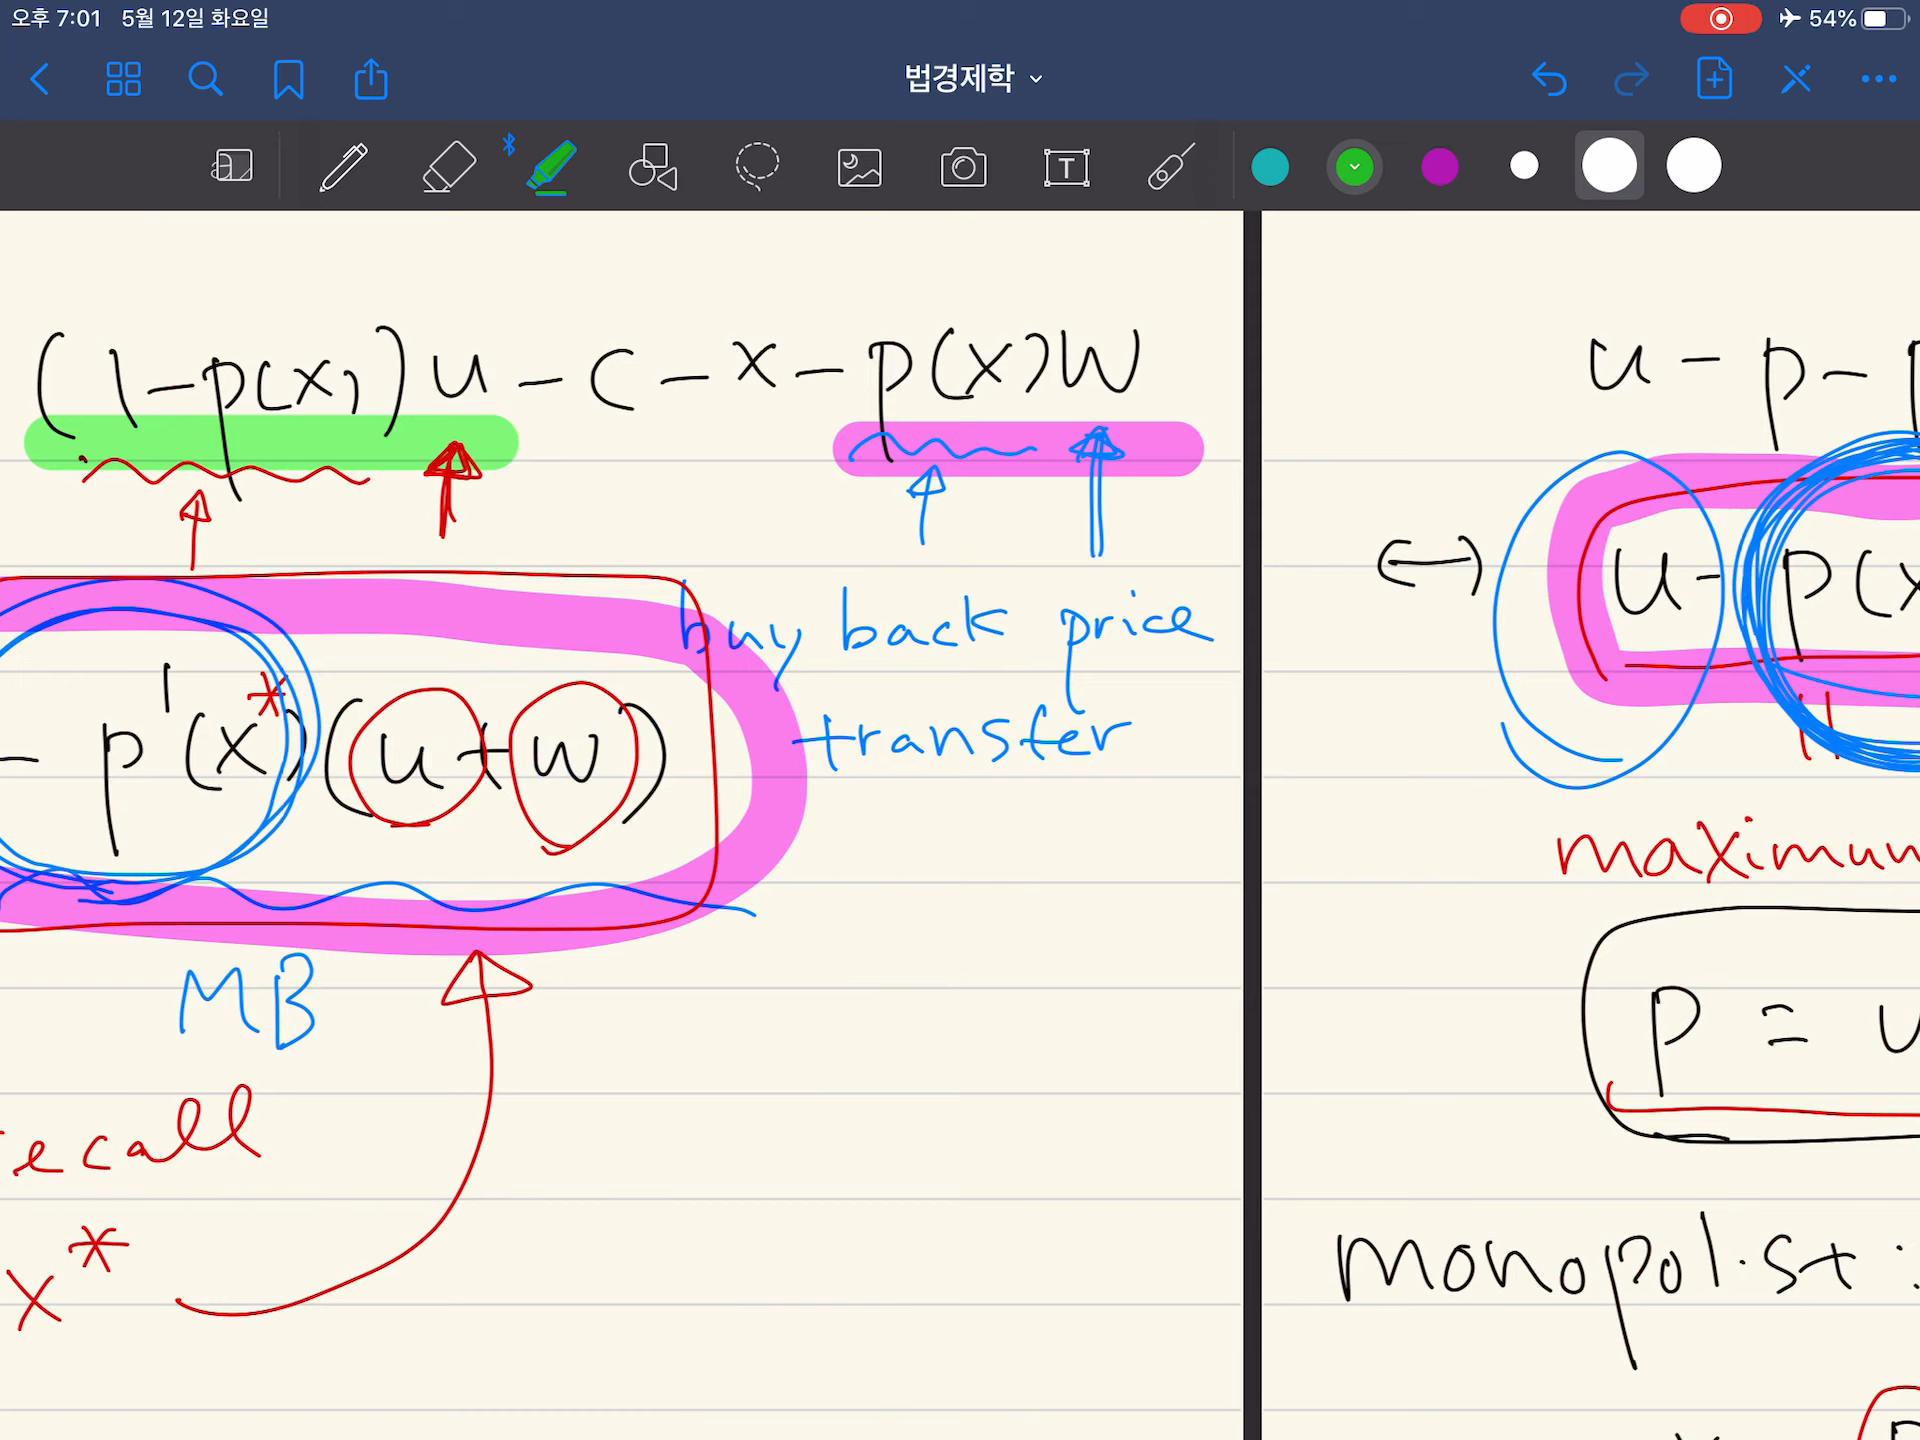 오후 7:01 5월 12일 화요일
54%
법경제학
(1-p(x))u - c - x - p(x)W
buy back price
transfer
- p'(x*)(u+w)
MB
recall
x*
u - p -
↔ u - p(x
maximum
p = u
monopolist :